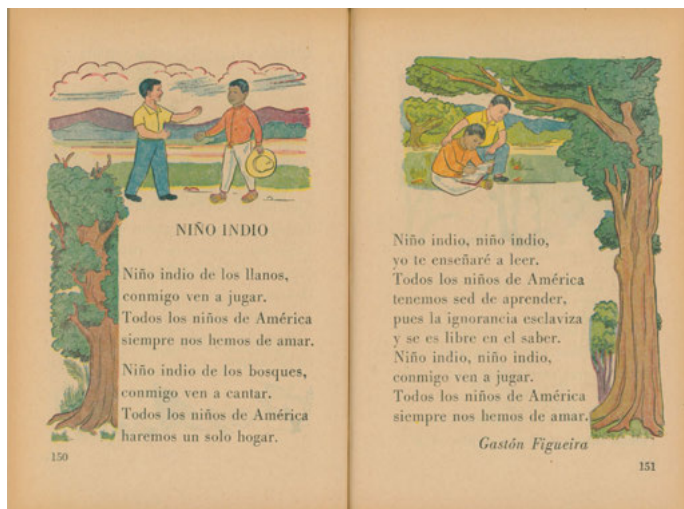 NIÑO INDIO
Niño indio de los llanos,
conmigo ven a jugar.
Todos los niños de América
siempre nos hemos de amar.
Niño indio de los bosques,
conmigo ven a cantar.
Todos los niños de América
haremos un solo hogar.
150
Niño indio, niño indio,
yo te enseñaré a leer.
Todos los niños de América
tenemos sed de aprender,
pues la ignorancia esclaviza
y se es libre en el saber.
Niño indio, niño indio,
conmigo ven a jugar.
Todos los niños de América
siempre nos hemos de amar.
Gastón Figueira
151